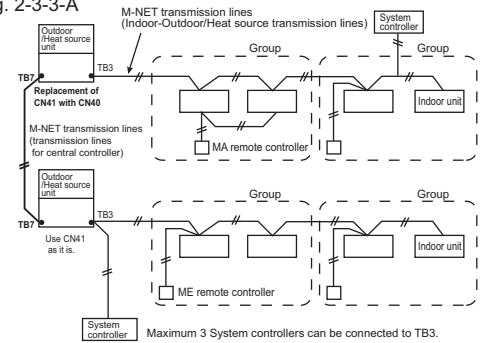 g. 2-3-3-A
M-NET transmission lines
(Indoor-Outdoor/Heat source transmission lines)
System
controller
Outdoor
/Heat source
unit
TB3
TB7
Replacement of
CN41 with CN40
Group
Group
Indoor unit
MA remote controller
M-NET transmission lines
(transmission lines
for central controller)
Outdoor
/Heat source
unit
TB3
TB7
Use CN41
as it is.
Group
Group
Indoor unit
ME remote controller
System
controller
Maximum 3 System controllers can be connected to TB3.